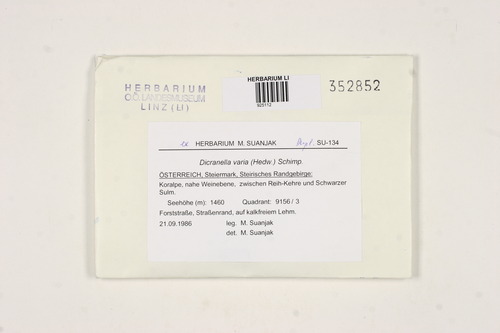 HERBARIUM
O.Ö. LANDESMUSEUM
LINZ (LI)
HERBARIUM LI
925112
352852
ex HERBARIUM M. SUANJAK SU-134
Dicranella varia (Hedw.) Schimp.
ÖSTERREICH, Steiermark, Steirisches Randgebirge:
Koralpe, nahe Weinebene, zwischen Reih-Kehre und Schwarzer
Sulm.
Seehöhe (m): 1460 Quadrant: 9156 / 3
Forststraße, Straßenrand, auf kalkfreiem Lehm.
21.09.1986 leg. M. Suanjak
det. M. Suanjak